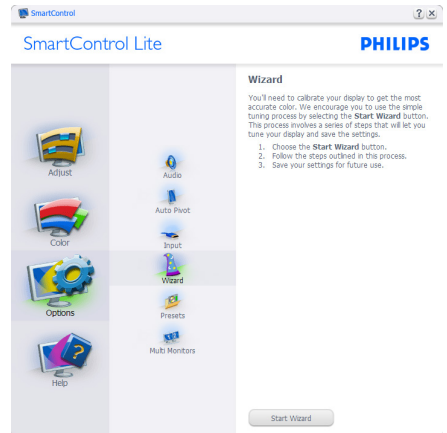 SmartControl
? ×
SmartControl Lite
PHILIPS
Adjust
Color
Options
Help
Audio
Auto Pivot
Input
Wizard
Presets
Multi Monitors
Wizard
You'll need to calibrate your display to get the most
accurate color. We encourage you to use the simple
tuning process by selecting the Start Wizard button.
This process involves a series of steps that will let you
tune your display and save the settings.
1. Choose the Start Wizard button.
2. Follow the steps outlined in this process.
3. Save your settings for future use.
Start Wizard